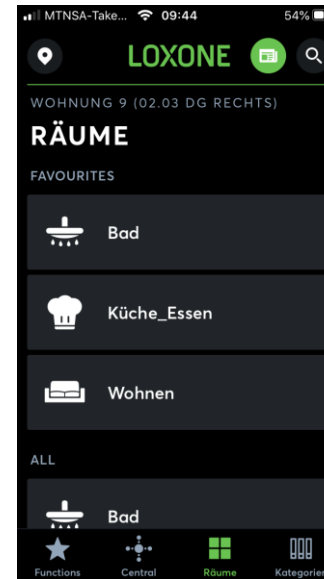 MTNSA-Take... 09:44 54%
LOXONE
WOHNUNG 9 (02.03 DG RECHTS)
RÄUME
FAVOURITES
Bad
Küche_Essen
Wohnen
ALL
Bad
Functions Central Räume Kategorien